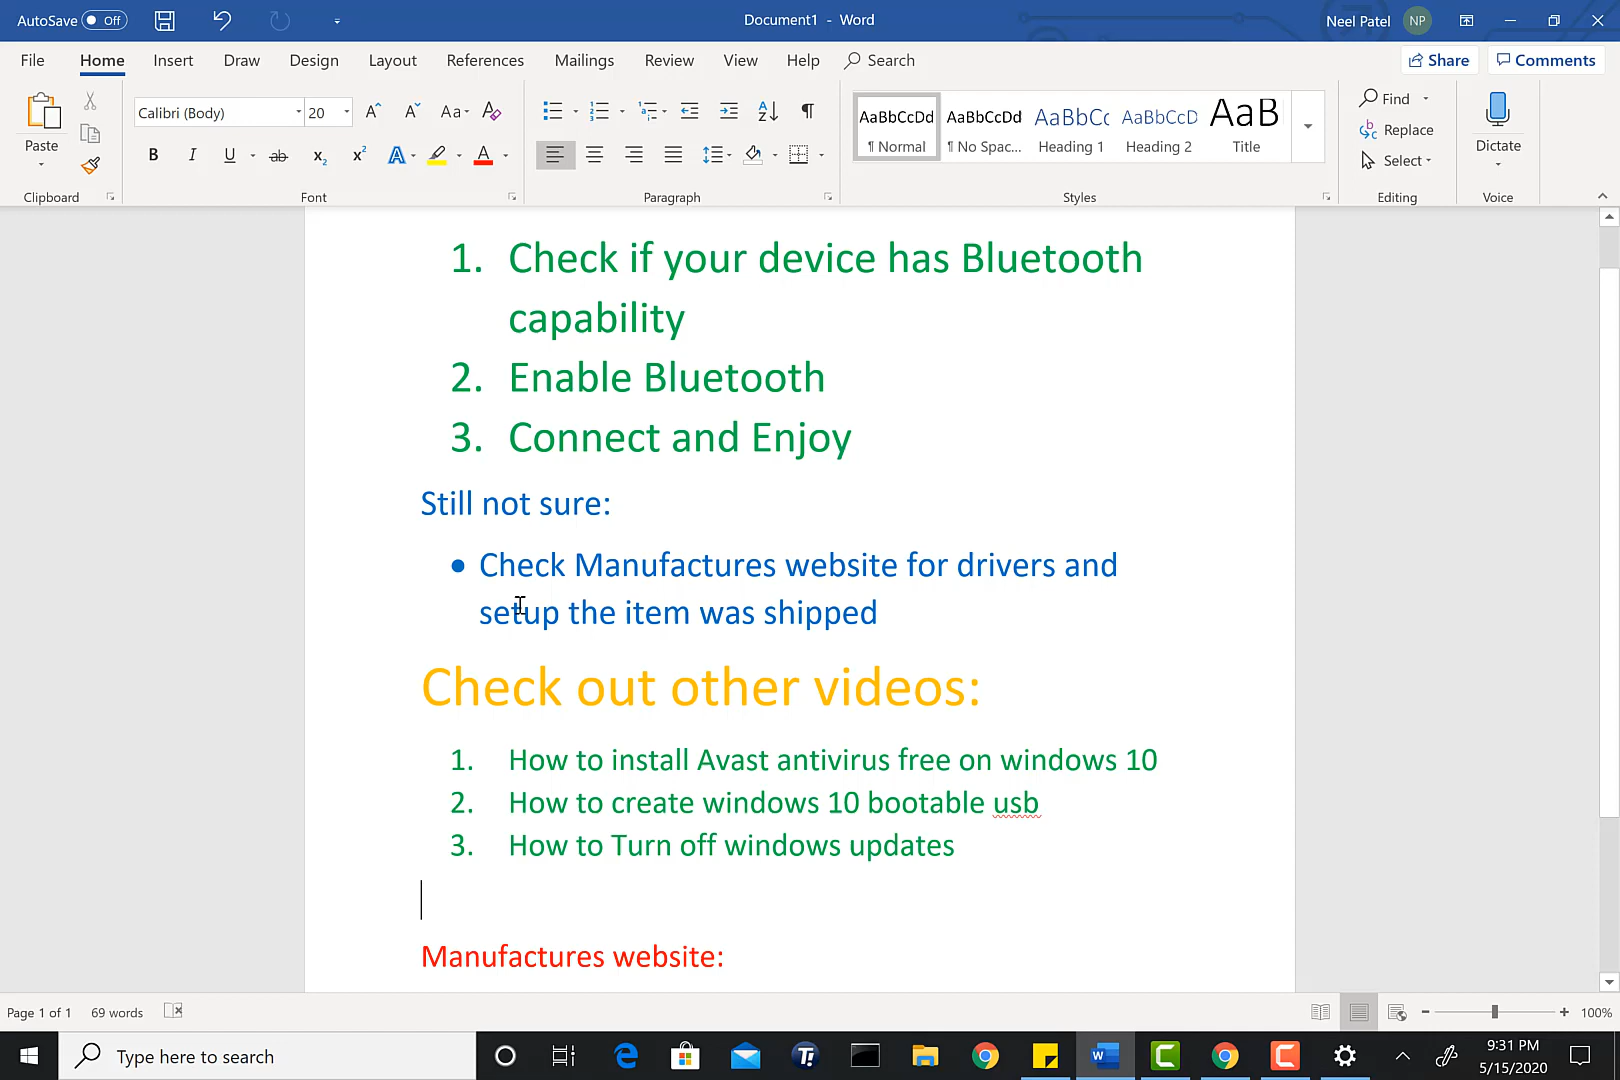 AutoSave Off Document1 - Word Neel Patel NP
File Home Insert Draw Design Layout References Mailings Review View Help Search Share Comments
Calibri (Body) 20 Aa AaBbCcDd AaBbCcDd AaBbCc AaBbCcD AaB Find
Paste Replace
B I U ab x₂ x² A A ¶ Normal ¶ No Spac... Heading 1 Heading 2 Title Select Dictate
Clipboard Font Paragraph Styles Editing Voice
1. Check if your device has Bluetooth
capability
2. Enable Bluetooth
3. Connect and Enjoy
Still not sure:
• Check Manufactures website for drivers and
setup the item was shipped
Check out other videos:
1. How to install Avast antivirus free on windows 10
2. How to create windows 10 bootable usb
3. How to Turn off windows updates
Manufactures website:
Page 1 of 1 69 words 100%
Type here to search 9:31 PM
5/15/2020